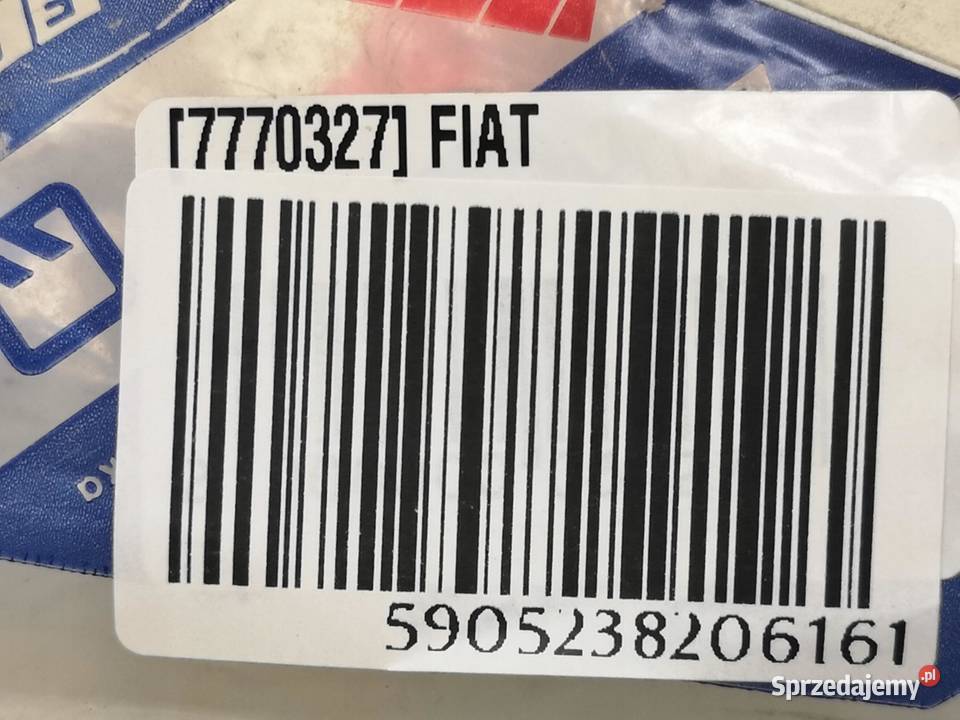 [7770327] FIAT
5905238206161
Sprzedajemy.pl